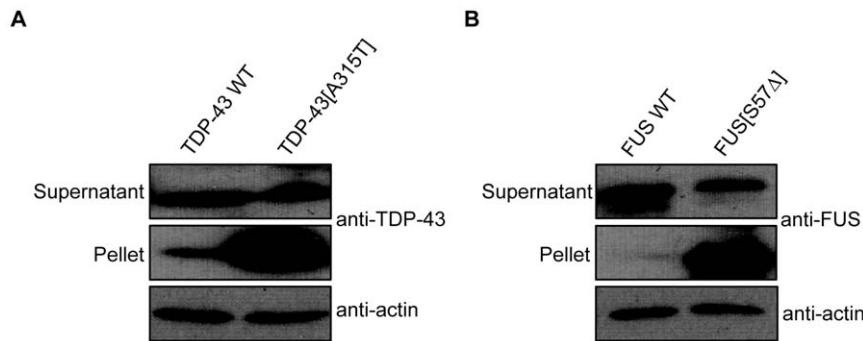 A
B
TDP-43 WT
TDP-43[A315T]
FUS WT
FUS[S57Δ]
Supernatant
anti-TDP-43
Pellet
anti-actin
Supernatant
anti-FUS
Pellet
anti-actin